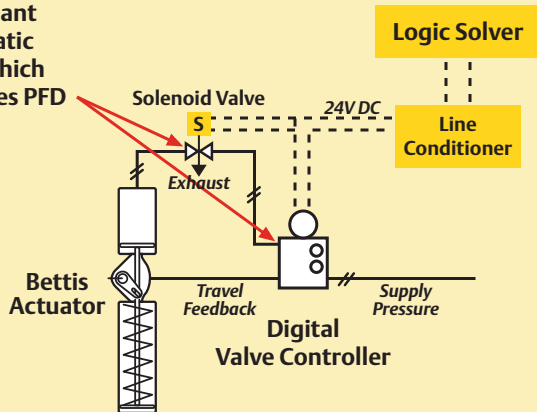 ant
atic
hich
es PFD
Logic Solver
Solenoid Valve
S
24V DC
Line
Conditioner
Exhaust
Bettis
Actuator
Travel
Feedback
Supply
Pressure
Digital
Valve Controller